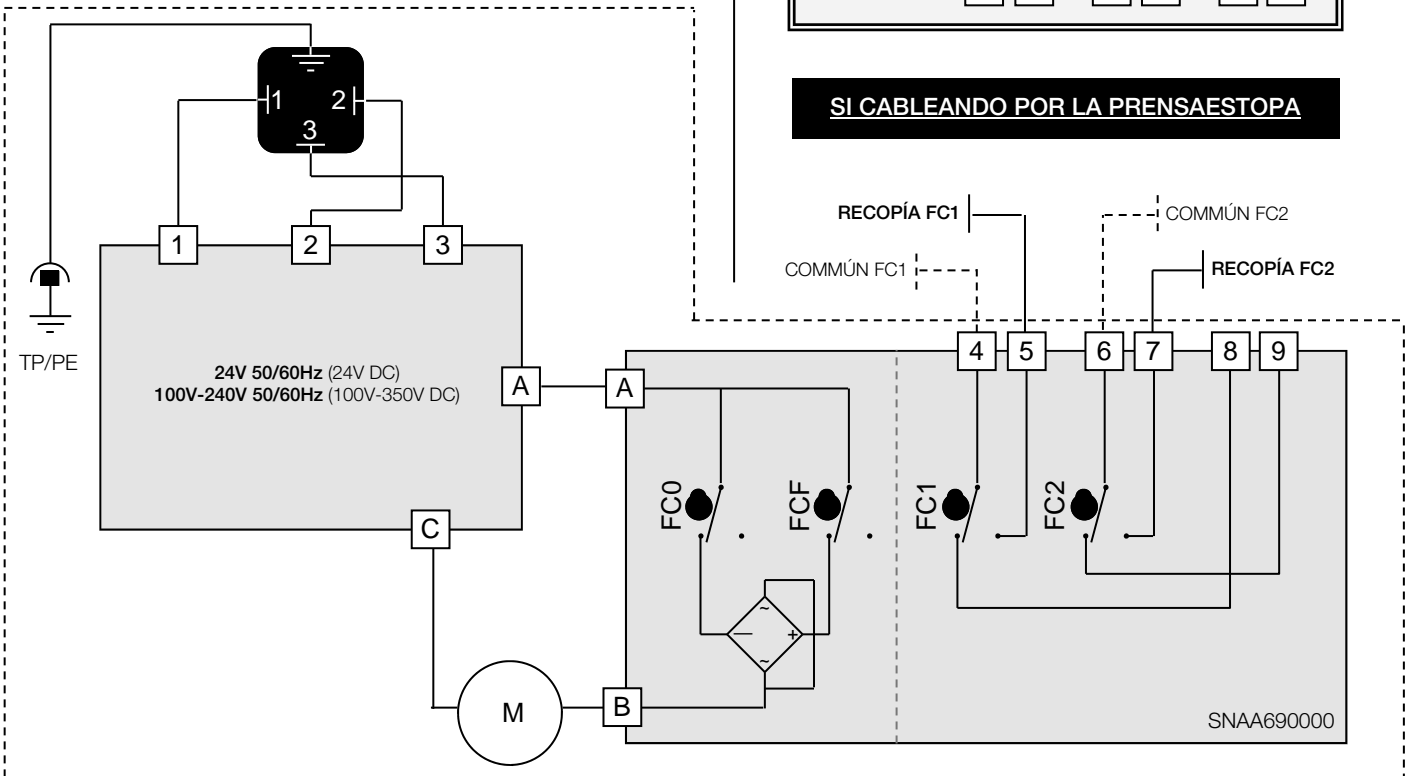 SI CABLEANDO POR LA PRENSAESTOPA
1 2
3
RECOPÍA FC1
COMMÚN FC2
COMMÚN FC1
RECOPÍA FC2
1 2 3
4 5 6 7 8 9
TP/PE
24V 50/60Hz (24V DC)
100V-240V 50/60Hz (100V-350V DC)
A A
FC0 FCF FC1 FC2
C
~
— +
~
M
B
SNAA690000